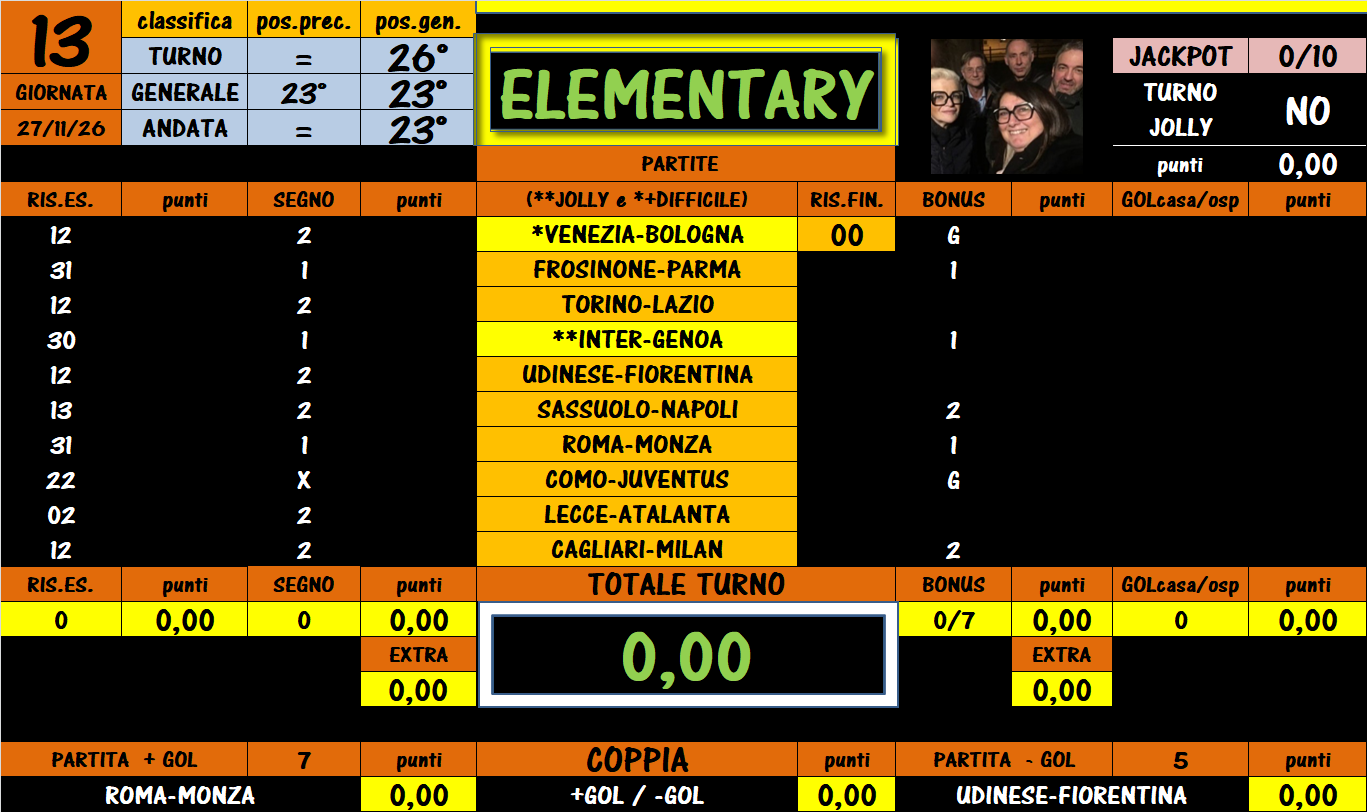 13 classifica pos.prec. pos.gen.
TURNO = 26°
ELEMENTARY
JACKPOT 0/10
GIORNATA GENERALE 23° 23°
TURNO JOLLY NO
27/11/26 ANDATA = 23°
PARTITE
punti 0,00
RIS.ES. punti SEGNO punti (**JOLLY e *+DIFFICILE) RIS.FIN. BONUS punti GOLcasa/osp punti
12 2 *VENEZIA-BOLOGNA 00 G
31 1 FROSINONE-PARMA 1
12 2 TORINO-LAZIO
30 1 **INTER-GENOA 1
12 2 UDINESE-FIORENTINA
13 2 SASSUOLO-NAPOLI 2
31 1 ROMA-MONZA 1
22 X COMO-JUVENTUS G
02 2 LECCE-ATALANTA
12 2 CAGLIARI-MILAN 2
RIS.ES. punti SEGNO punti TOTALE TURNO BONUS punti GOLcasa/osp punti
0 0,00 0 0,00 0/7 0,00 0 0,00
EXTRA 0,00 EXTRA
0,00 0,00
PARTITA + GOL 7 punti COPPIA punti PARTITA - GOL 5 punti
ROMA-MONZA 0,00 +GOL / -GOL 0,00 UDINESE-FIORENTINA 0,00